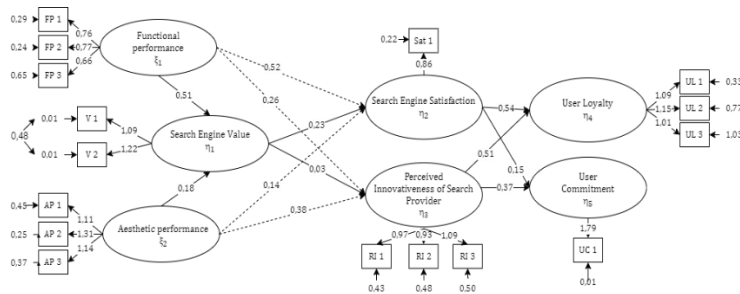 0,29
FP 1
0,76
0,24
FP 2
0,77
0,65
FP 3
0,66
Functional
performance
ξ1
0,52
0,26
0,51
0,48
0,01
V 1
1,09
0,01
V 2
1,22
Search Engine Value
η1
0,23
0,03
0,18
0,14
0,38
0,45
AP 1
1,11
0,25
AP 2
1,31
0,37
AP 3
1,14
Aesthetic performance
ξ2
0,22
Sat 1
0,86
Search Engine Satisfaction
η2
0,54
0,15
Perceived
Innovativeness of Search
Provider
η3
0,51
0,37
0,97
0,93
1,09
RI 1
RI 2
RI 3
0,43
0,48
0,50
User Loyalty
η4
1,09
UL 1
0,33
1,15
UL 2
0,77
1,01
UL 3
1,03
User
Commitment
η5
1,79
UC 1
0,01